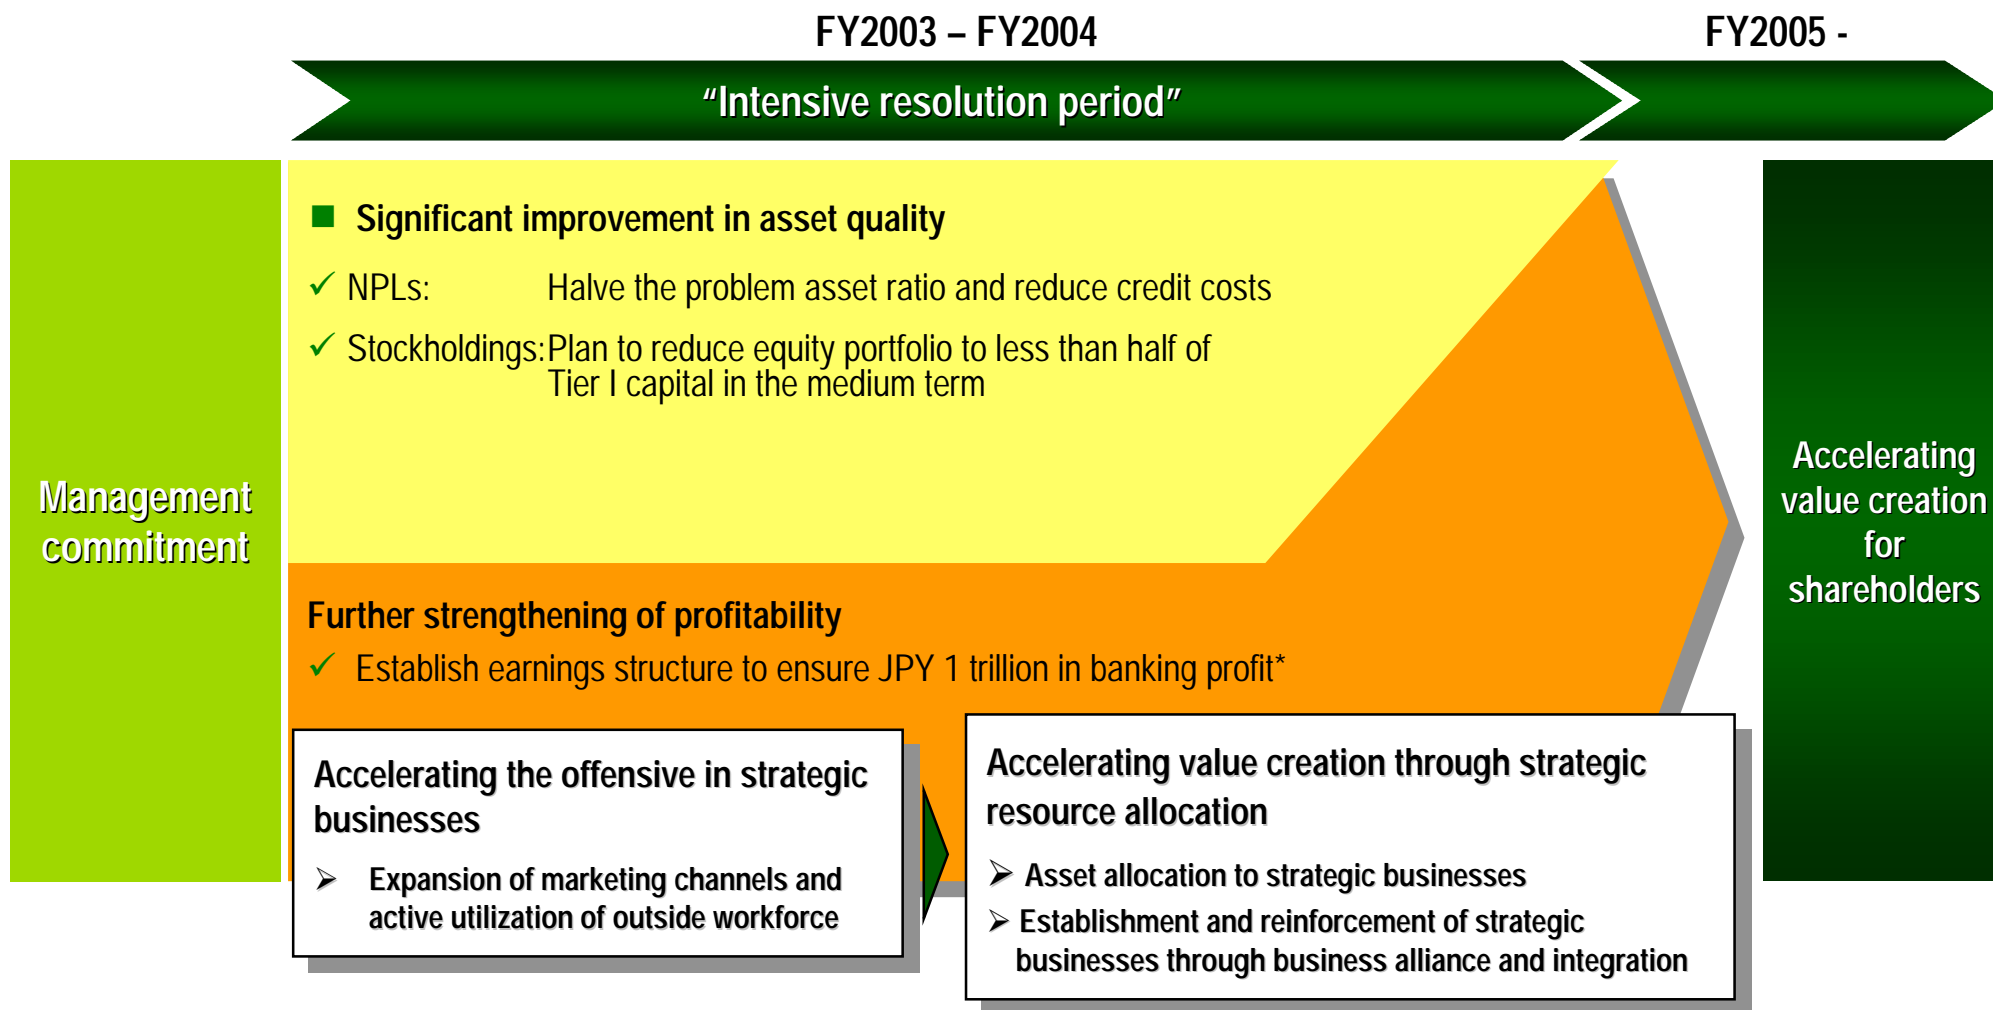 FY2003 – FY2004
FY2005 -
“Intensive resolution period”
Management
commitment
Significant improvement in asset quality
NPLs: Halve the problem asset ratio and reduce credit costs
Stockholdings: Plan to reduce equity portfolio to less than half of
Tier I capital in the medium term
Further strengthening of profitability
Establish earnings structure to ensure JPY 1 trillion in banking profit*
Accelerating the offensive in strategic
businesses
Expansion of marketing channels and
active utilization of outside workforce
Accelerating value creation through strategic
resource allocation
Asset allocation to strategic businesses
Establishment and reinforcement of strategic
businesses through business alliance and integration
Accelerating
value creation
for
shareholders